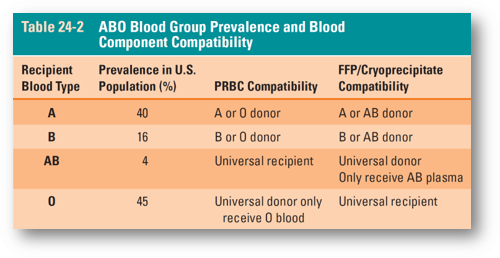 Table 24-2 ABO Blood Group Prevalence and Blood
Component Compatibility
Recipient Blood Type Prevalence in U.S. Population (%) PRBC Compatibility FFP/Cryoprecipitate Compatibility
A 40 A or O donor A or AB donor
B 16 B or O donor B or AB donor
AB 4 Universal recipient Universal donor
Only receive AB plasma
O 45 Universal donor only Universal recipient
receive O blood